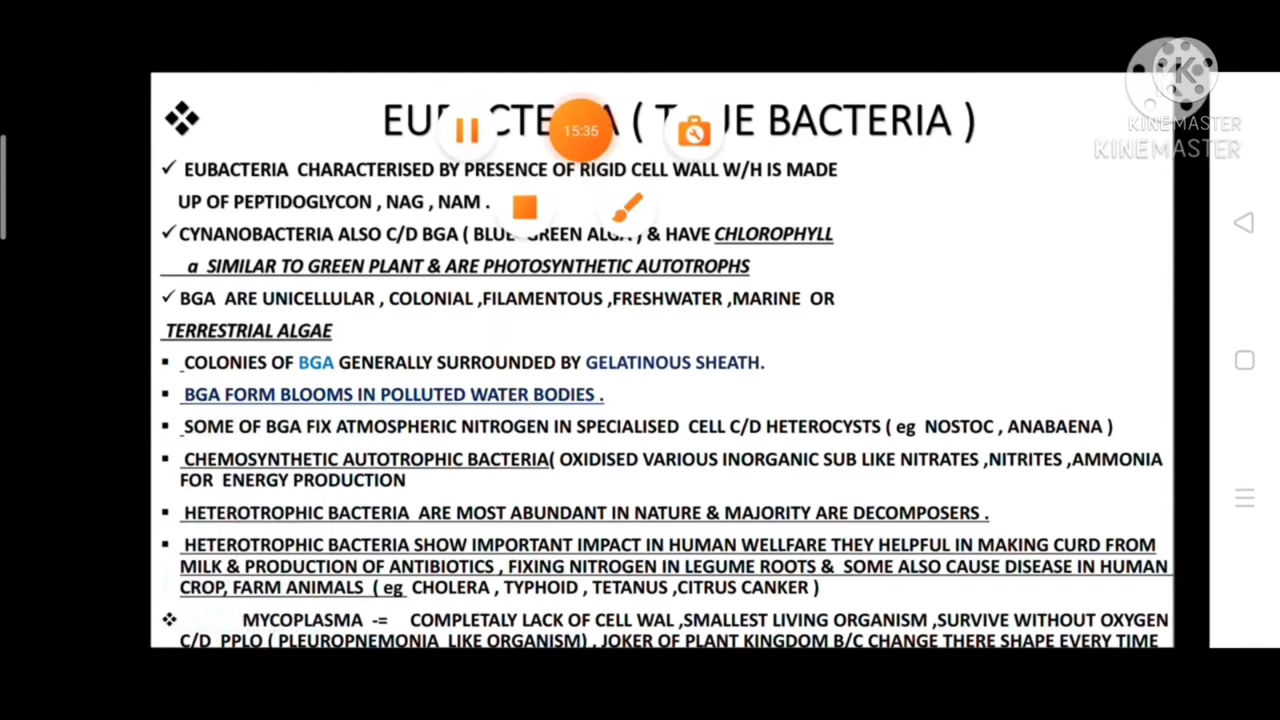 KINEMASTER
KINEMASTER
15:35
❖ ( BACTERIA )
✓ EUBACTERIA CHARACTERISED BY PRESENCE OF RIGID CELL WALL W/H IS MADE
UP OF PEPTIDOGLYCON , NAG , NAM .
✓ CYNANOBACTERIA ALSO C/D BGA ( BLUE GREEN & HAVE CHLOROPHYLL
a SIMILAR TO GREEN PLANT & ARE PHOTOSYNTHETIC AUTOTROPHS
✓ BGA ARE UNICELLULAR , COLONIAL ,FILAMENTOUS ,FRESHWATER ,MARINE OR
TERRESTRIAL ALGAE
▪ COLONIES OF BGA GENERALLY SURROUNDED BY GELATINOUS SHEATH.
▪ BGA FORM BLOOMS IN POLLUTED WATER BODIES .
▪ SOME OF BGA FIX ATMOSPHERIC NITROGEN IN SPECIALISED CELL C/D HETEROCYSTS ( eg NOSTOC , ANABAENA )
▪ CHEMOSYNTHETIC AUTOTROPHIC BACTERIA( OXIDISED VARIOUS INORGANIC SUB LIKE NITRATES ,NITRITES ,AMMONIA
FOR ENERGY PRODUCTION
▪ HETEROTROPHIC BACTERIA ARE MOST ABUNDANT IN NATURE & MAJORITY ARE DECOMPOSERS .
▪ HETEROTROPHIC BACTERIA SHOW IMPORTANT IMPACT IN HUMAN WELLFARE THEY HELPFUL IN MAKING CURD FROM
MILK & PRODUCTION OF ANTIBIOTICS , FIXING NITROGEN IN LEGUME ROOTS & SOME ALSO CAUSE DISEASE IN HUMAN
CROP, FARM ANIMALS ( eg CHOLERA , TYPHOID , TETANUS ,CITRUS CANKER )
❖ MYCOPLASMA -= COMPLETALY LACK OF CELL WAL ,SMALLEST LIVING ORGANISM ,SURVIVE WITHOUT OXYGEN
C/D PPLO ( PLEUROPNEMONIA LIKE ORGANISM) , JOKER OF PLANT KINGDOM B/C CHANGE THERE SHAPE EVERY TIME